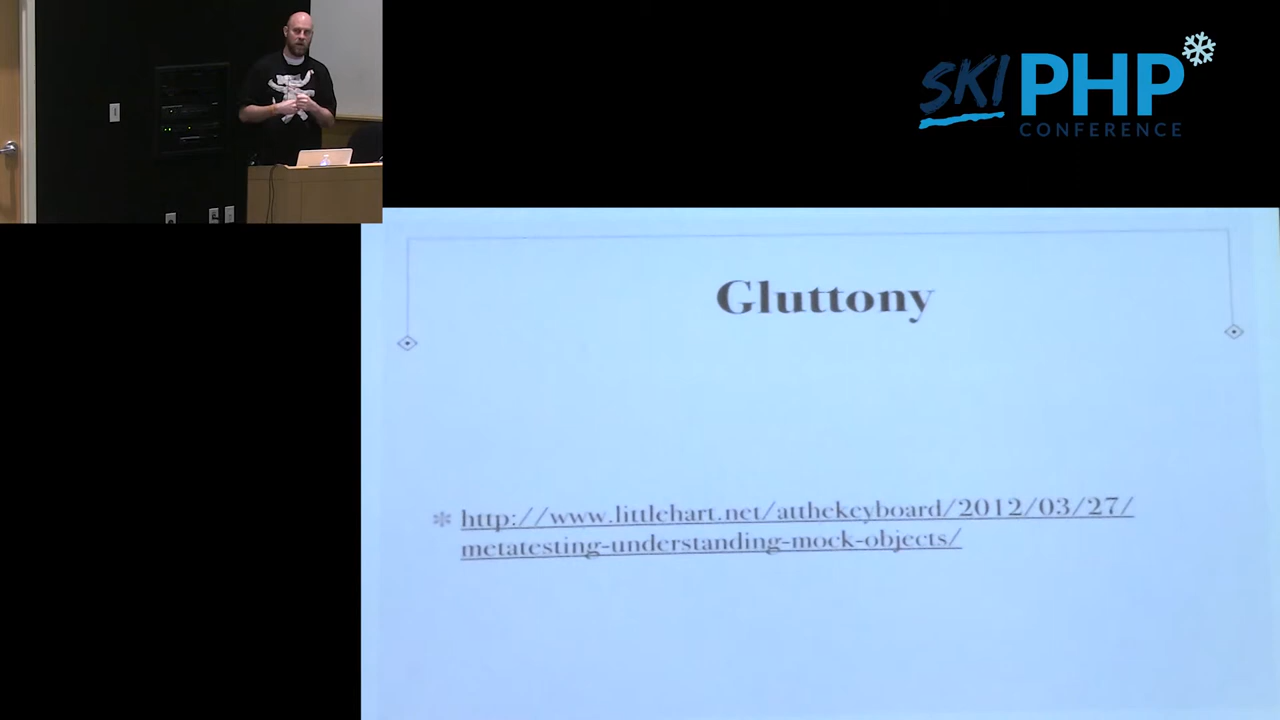 SKI PHP
CONFERENCE
Gluttony
http://www.littlehart.net/atthekeyboard/2012/03/27/
metatesting-understanding-mock-objects/